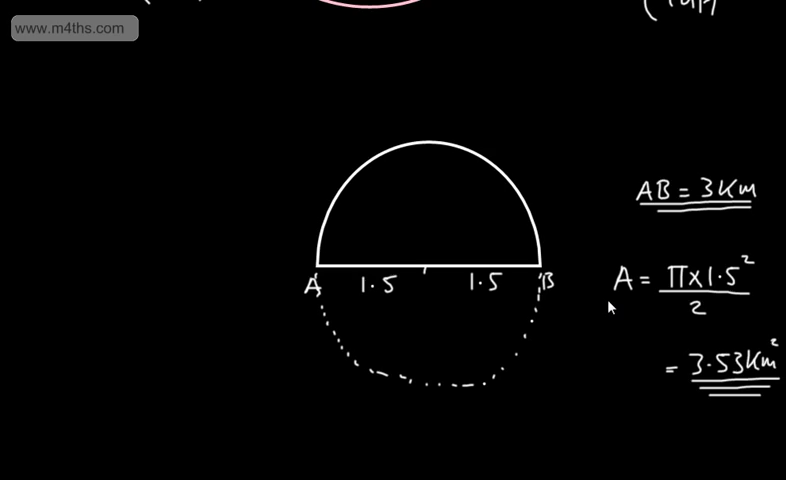 www.m4ths.com
AB = 3Km
A = π×1.5²
2
A 1.5 1.5 B
= 3.53Km²